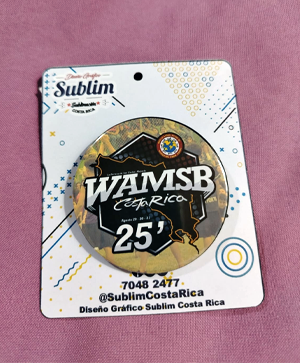 Diseño Gráfico
Sublim
Sublimación
COSTA RICA
WAMSB
Costa Rica
25'
7048 2477
@SublimCostaRica
Diseño Gráfico Sublim Costa Rica